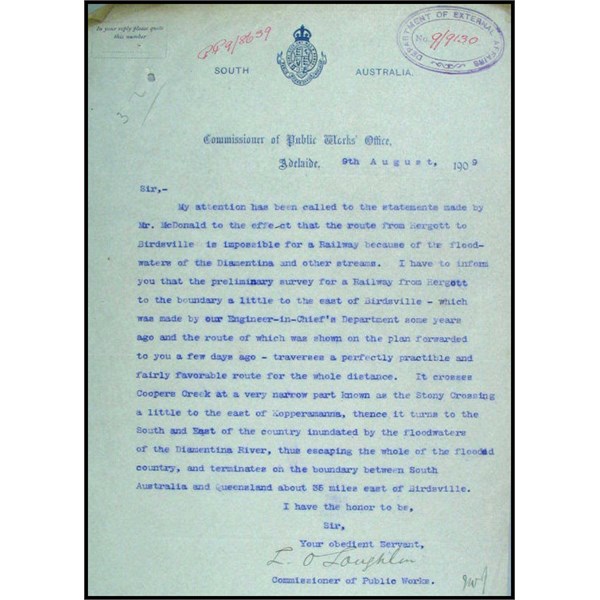 In your reply please quote
this number
DEPARTMENT OF EXTERNAL AFFAIRS
No. 9/9130
SOUTH AUSTRALIA.
Commissioner of Public Works' Office,
Adelaide, 9th August, 1909
Sir,-
My attention has been called to the statements made by
Mr. McDonald to the effect that the route from Hergott to
Birdsville is impossible for a Railway because of the flood-
waters of the Diamentina and other streams. I have to inform
you that the preliminary survey for a Railway from Hergott
to the boundary a little to the east of Birdsville - which
was made by our Engineer-in-Chief's Department some years
ago and the route of which was shown on the plan forwarded
to you a few days ago - traverses a perfectly practible and
fairly favorable route for the whole distance. It crosses
Coopers Creek at a very narrow part known as the Stony Crossing
a little to the east of Kopperamanna, thence it turns to the
South and East of the country inundated by the floodwaters
of the Diamentina River, thus escaping the whole of the flooded
country, and terminates on the boundary between South
Australia and Queensland about 35 miles east of Birdsville.
I have the honor to be,
Sir,
Your obedient Servant,
L. O'Loughlin
Commissioner of Public Works.